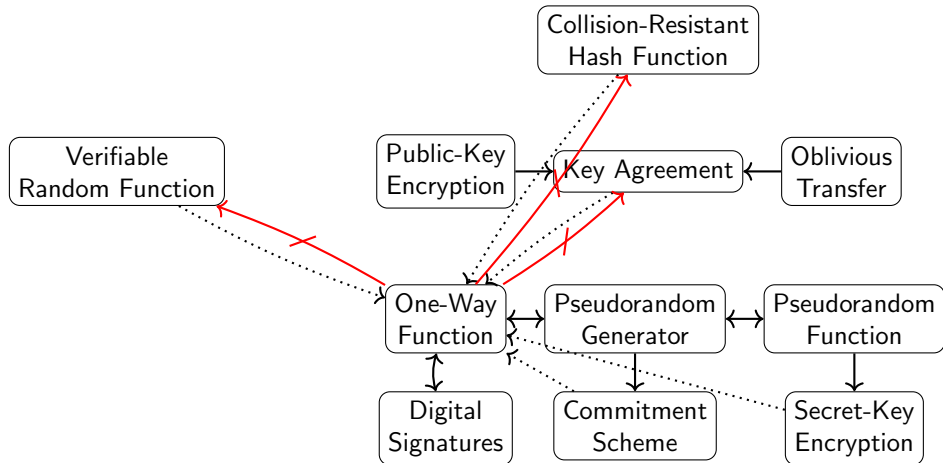 Collision-Resistant
Hash Function
Verifiable
Random Function
Public-Key
Encryption
Key Agreement
Oblivious
Transfer
One-Way
Function
Pseudorandom
Generator
Pseudorandom
Function
Digital
Signatures
Commitment
Scheme
Secret-Key
Encryption